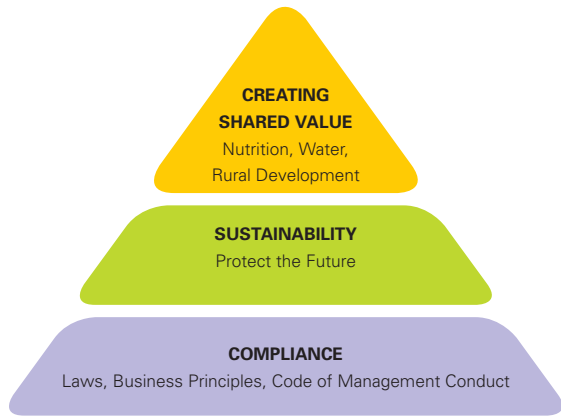 CREATING
SHARED VALUE
Nutrition, Water,
Rural Development
SUSTAINABILITY
Protect the Future
COMPLIANCE
Laws, Business Principles, Code of Management Conduct